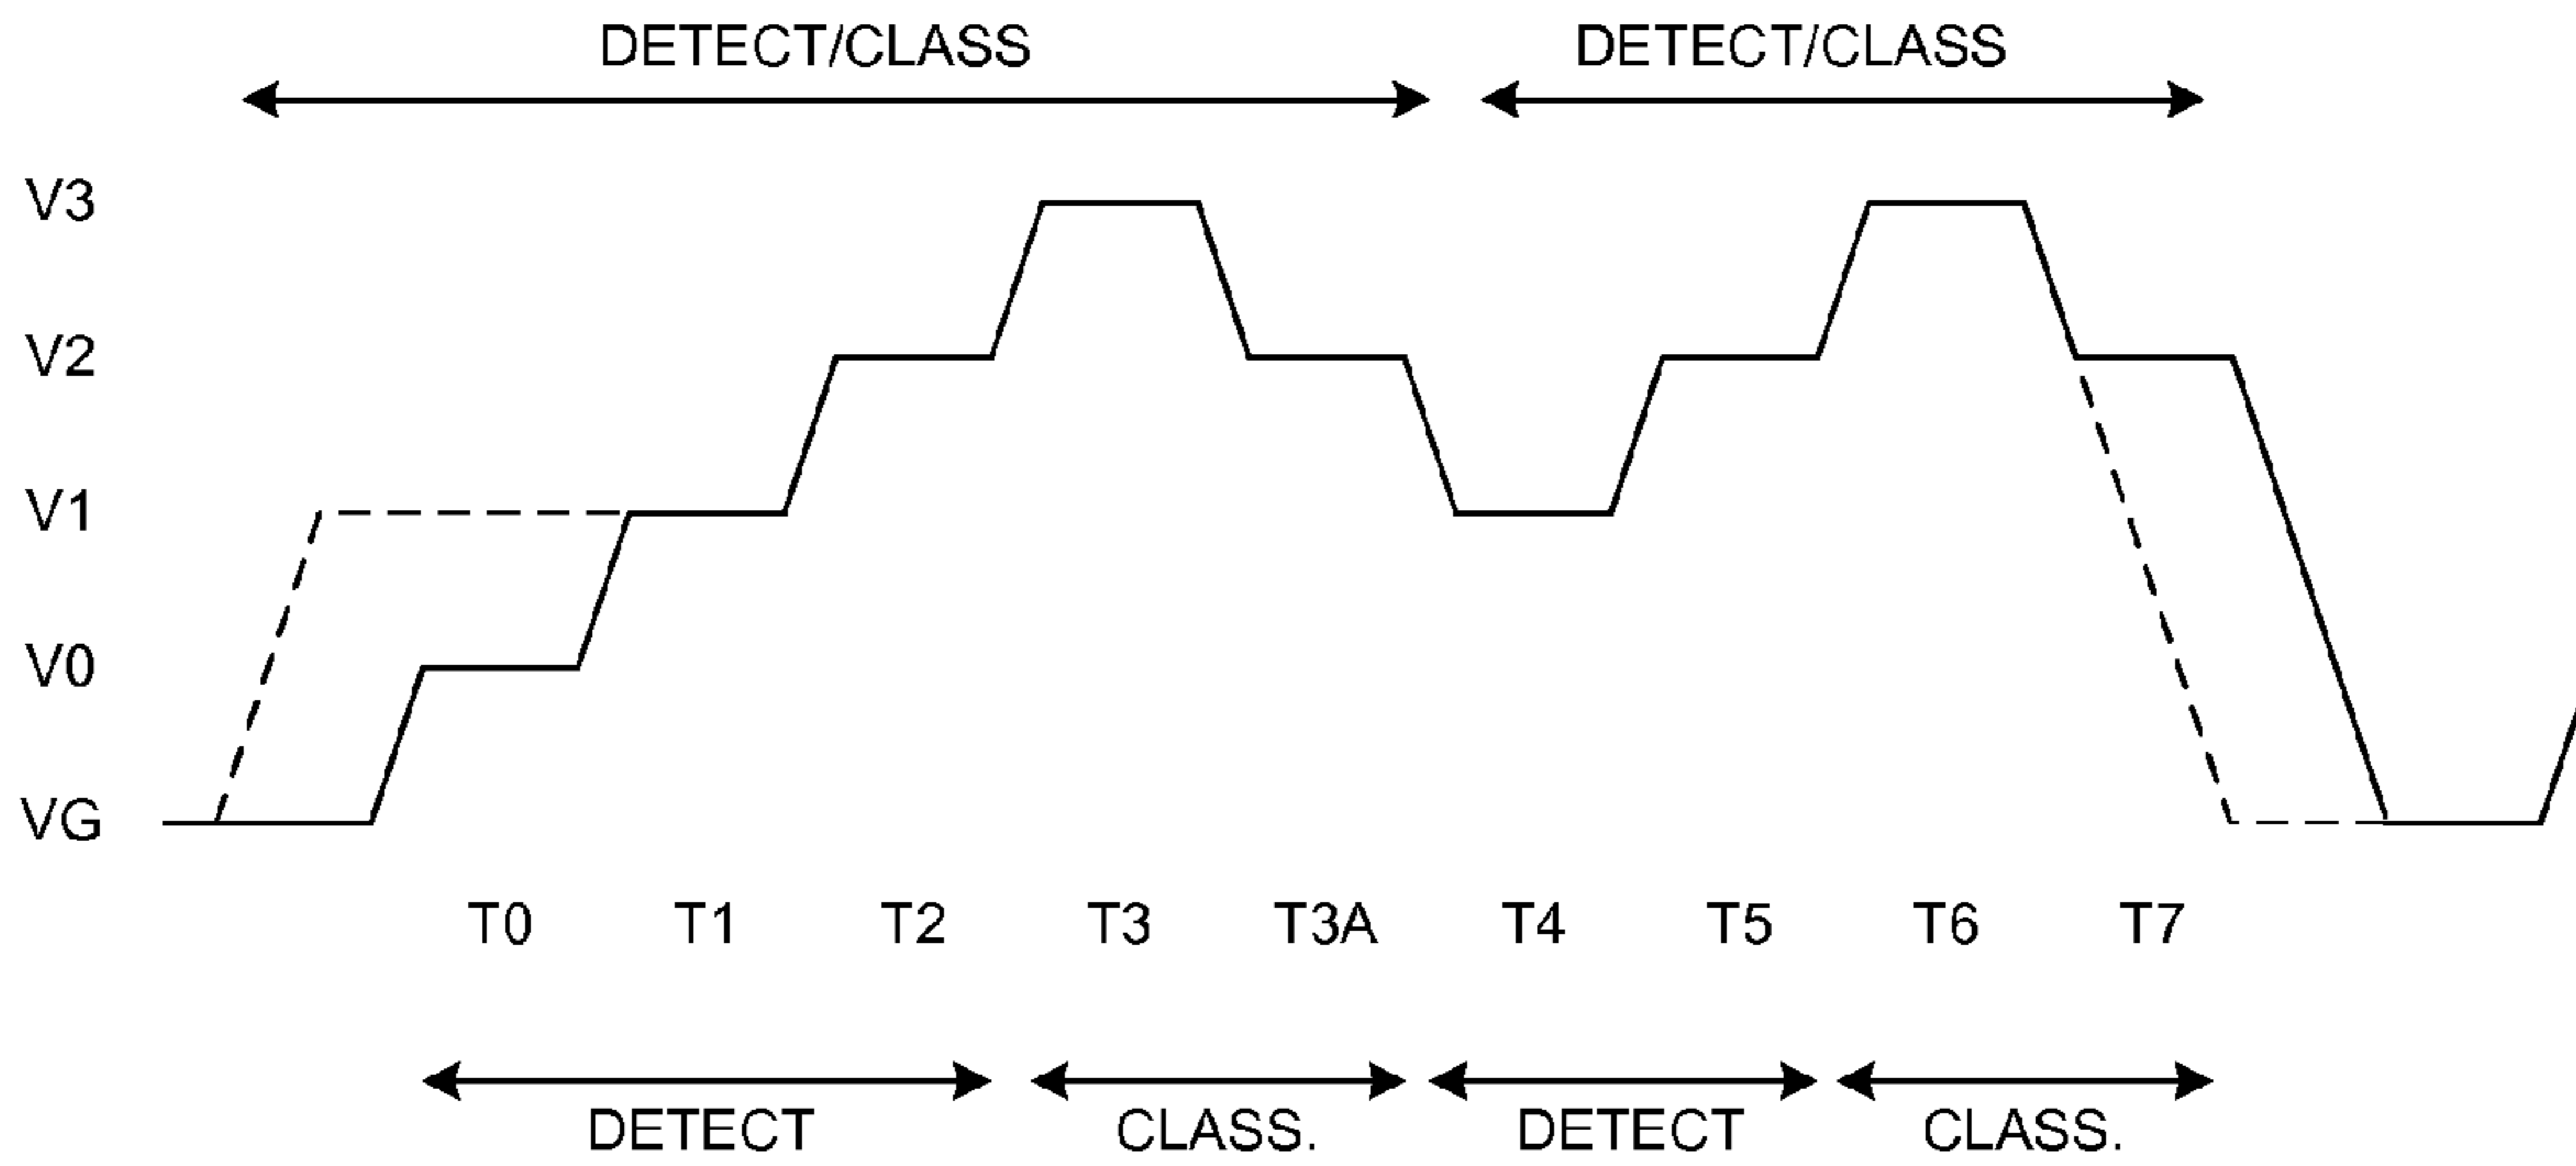 DETECT/CLASS DETECT/CLASS
V3
V2
V1
V0
VG
T0 T1 T2 T3 T3A T4 T5 T6 T7
DETECT CLASS. DETECT CLASS.